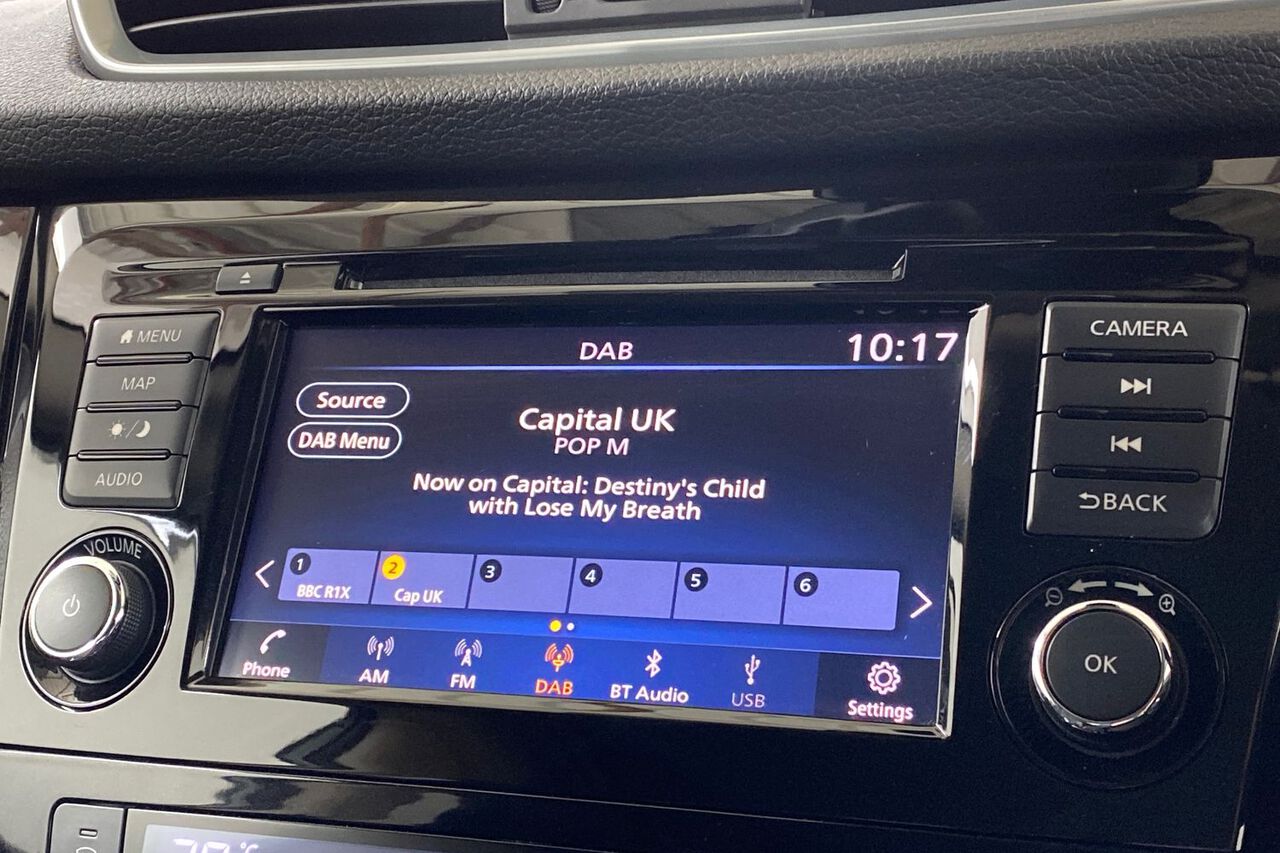 MENU
MAP
AUDIO
VOLUME
DAB
10:17
Source
DAB Menu
Capital UK
POP M
Now on Capital: Destiny's Child
with Lose My Breath
1
BBC R1X
2
Cap UK
3
4
5
6
Phone
AM
FM
DAB
BT Audio
USB
Settings
CAMERA
BACK
OK